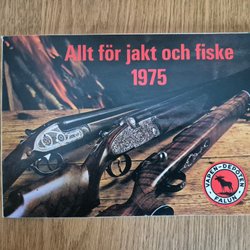 Allt för jakt och fiske
1975
VAPEN-DEPOTEN
FALUN